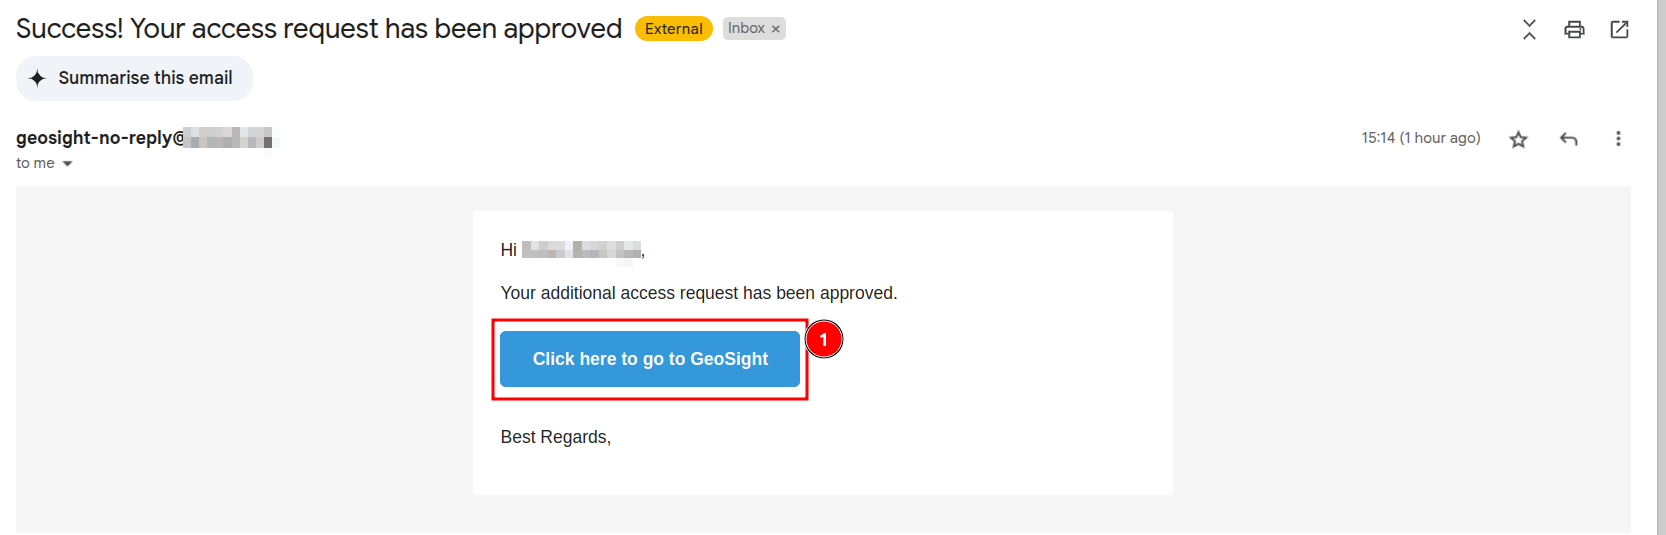 Success! Your access request has been approved External Inbox ×
Summarise this email
geosight-no-reply@
15:14 (1 hour ago)
to me
Hi ,
Your additional access request has been approved.
1
Click here to go to GeoSight
Best Regards,